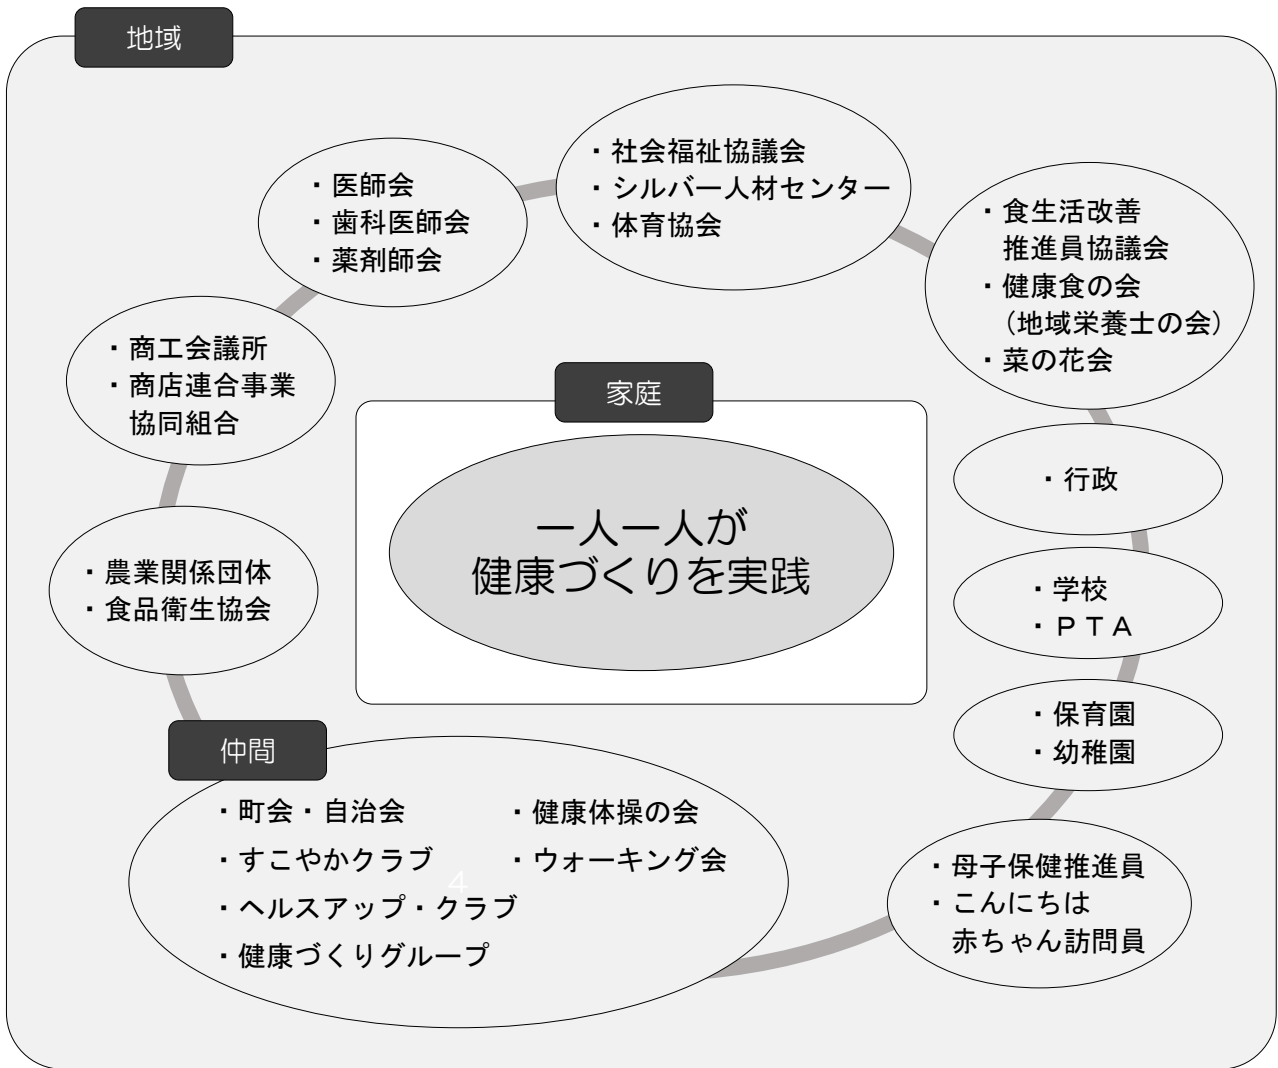 地域
・社会福祉協議会
・シルバー人材センター
・体育協会
・医師会
・歯科医師会
・薬剤師会
・食生活改善
推進員協議会
・健康食の会
（地域栄養士の会）
・菜の花会
・商工会議所
・商店連合事業
協同組合
家庭
一人一人が
健康づくりを実践
・行政
・農業関係団体
・食品衛生協会
・学校
・ＰＴＡ
・保育園
・幼稚園
仲間
・町会・自治会
・すこやかクラブ
・ヘルスアップ・クラブ
・健康づくりグループ
・健康体操の会
・ウォーキング会
4
・母子保健推進員
・こんにちは
赤ちゃん訪問員